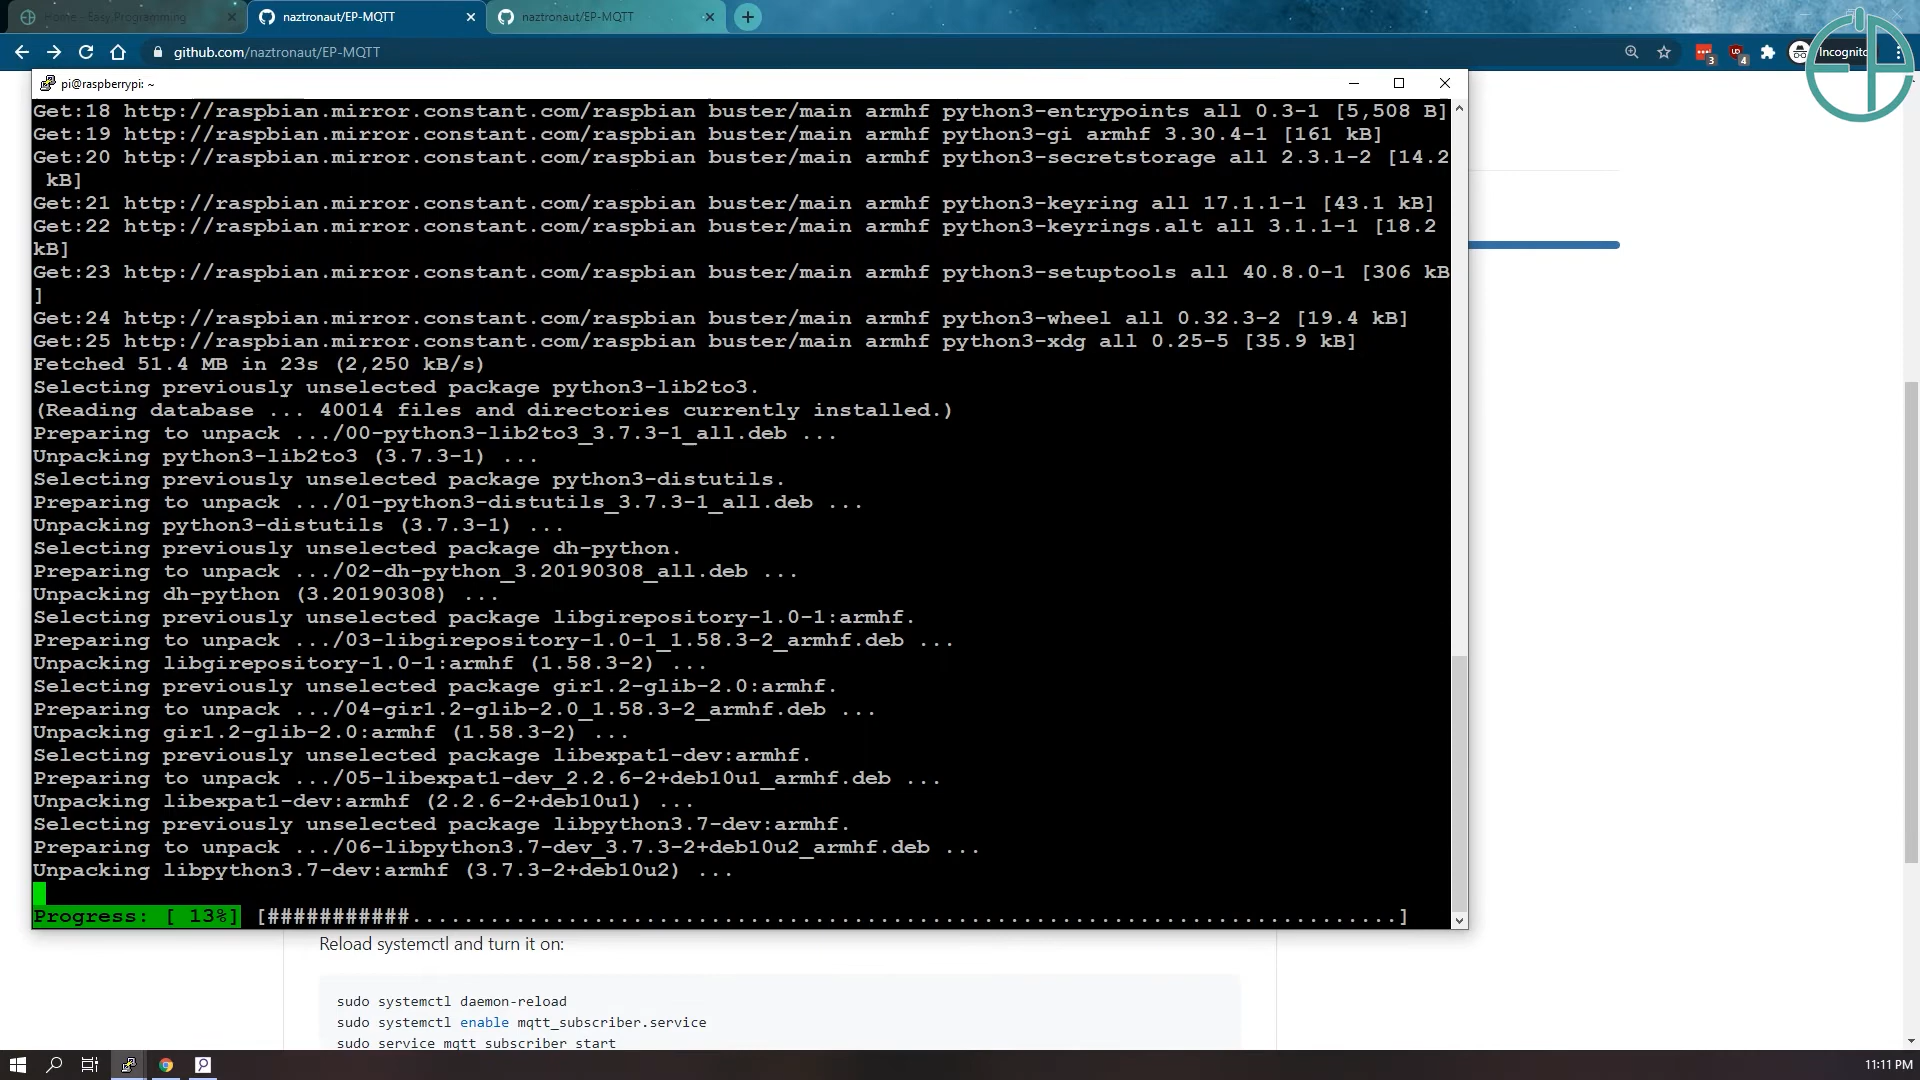 Home - Easy Programming
naztronaut/EP-MQTT
naztronaut/EP-MQTT
github.com/naztronaut/EP-MQTT
3
4
Incognito
pi@raspberrypi: ~
Get:18 http://raspbian.mirror.constant.com/raspbian buster/main armhf python3-entrypoints all 0.3-1 [5,508 B]
Get:19 http://raspbian.mirror.constant.com/raspbian buster/main armhf python3-gi armhf 3.30.4-1 [161 kB]
Get:20 http://raspbian.mirror.constant.com/raspbian buster/main armhf python3-secretstorage all 2.3.1-2 [14.2
kB]
Get:21 http://raspbian.mirror.constant.com/raspbian buster/main armhf python3-keyring all 17.1.1-1 [43.1 kB]
Get:22 http://raspbian.mirror.constant.com/raspbian buster/main armhf python3-keyrings.alt all 3.1.1-1 [18.2
kB]
Get:23 http://raspbian.mirror.constant.com/raspbian buster/main armhf python3-setuptools all 40.8.0-1 [306 kB
]
Get:24 http://raspbian.mirror.constant.com/raspbian buster/main armhf python3-wheel all 0.32.3-2 [19.4 kB]
Get:25 http://raspbian.mirror.constant.com/raspbian buster/main armhf python3-xdg all 0.25-5 [35.9 kB]
Fetched 51.4 MB in 23s (2,250 kB/s)
Selecting previously unselected package python3-lib2to3.
(Reading database ... 40014 files and directories currently installed.)
Preparing to unpack .../00-python3-lib2to3_3.7.3-1_all.deb ...
Unpacking python3-lib2to3 (3.7.3-1) ...
Selecting previously unselected package python3-distutils.
Preparing to unpack .../01-python3-distutils_3.7.3-1_all.deb ...
Unpacking python3-distutils (3.7.3-1) ...
Selecting previously unselected package dh-python.
Preparing to unpack .../02-dh-python_3.20190308_all.deb ...
Unpacking dh-python (3.20190308) ...
Selecting previously unselected package libgirepository-1.0-1:armhf.
Preparing to unpack .../03-libgirepository-1.0-1_1.58.3-2_armhf.deb ...
Unpacking libgirepository-1.0-1:armhf (1.58.3-2) ...
Selecting previously unselected package gir1.2-glib-2.0:armhf.
Preparing to unpack .../04-gir1.2-glib-2.0_1.58.3-2_armhf.deb ...
Unpacking gir1.2-glib-2.0:armhf (1.58.3-2) ...
Selecting previously unselected package libexpat1-dev:armhf.
Preparing to unpack .../05-libexpat1-dev_2.2.6-2+deb10u1_armhf.deb ...
Unpacking libexpat1-dev:armhf (2.2.6-2+deb10u1) ...
Selecting previously unselected package libpython3.7-dev:armhf.
Preparing to unpack .../06-libpython3.7-dev_3.7.3-2+deb10u2_armhf.deb ...
Unpacking libpython3.7-dev:armhf (3.7.3-2+deb10u2) ...
Progress: [ 13%] [###########............................................................................]
Reload systemctl and turn it on:
sudo systemctl daemon-reload
sudo systemctl enable mqtt_subscriber.service
sudo service mqtt_subscriber start
11:11 PM